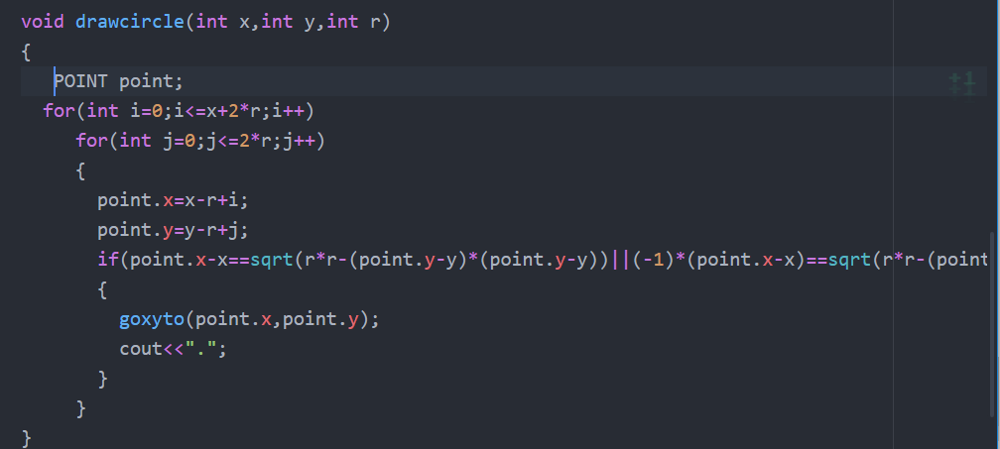 void drawcircle(int x,int y,int r)
{
POINT point;
for(int i=0;i<=x+2*r;i++)
for(int j=0;j<=2*r;j++)
{
point.x=x-r+i;
point.y=y-r+j;
if(point.x-x==sqrt(r*r-(point.y-y)*(point.y-y))||(-1)*(point.x-x)==sqrt(r*r-(point
{
goxyto(point.x,point.y);
cout<<".";
}
}
}